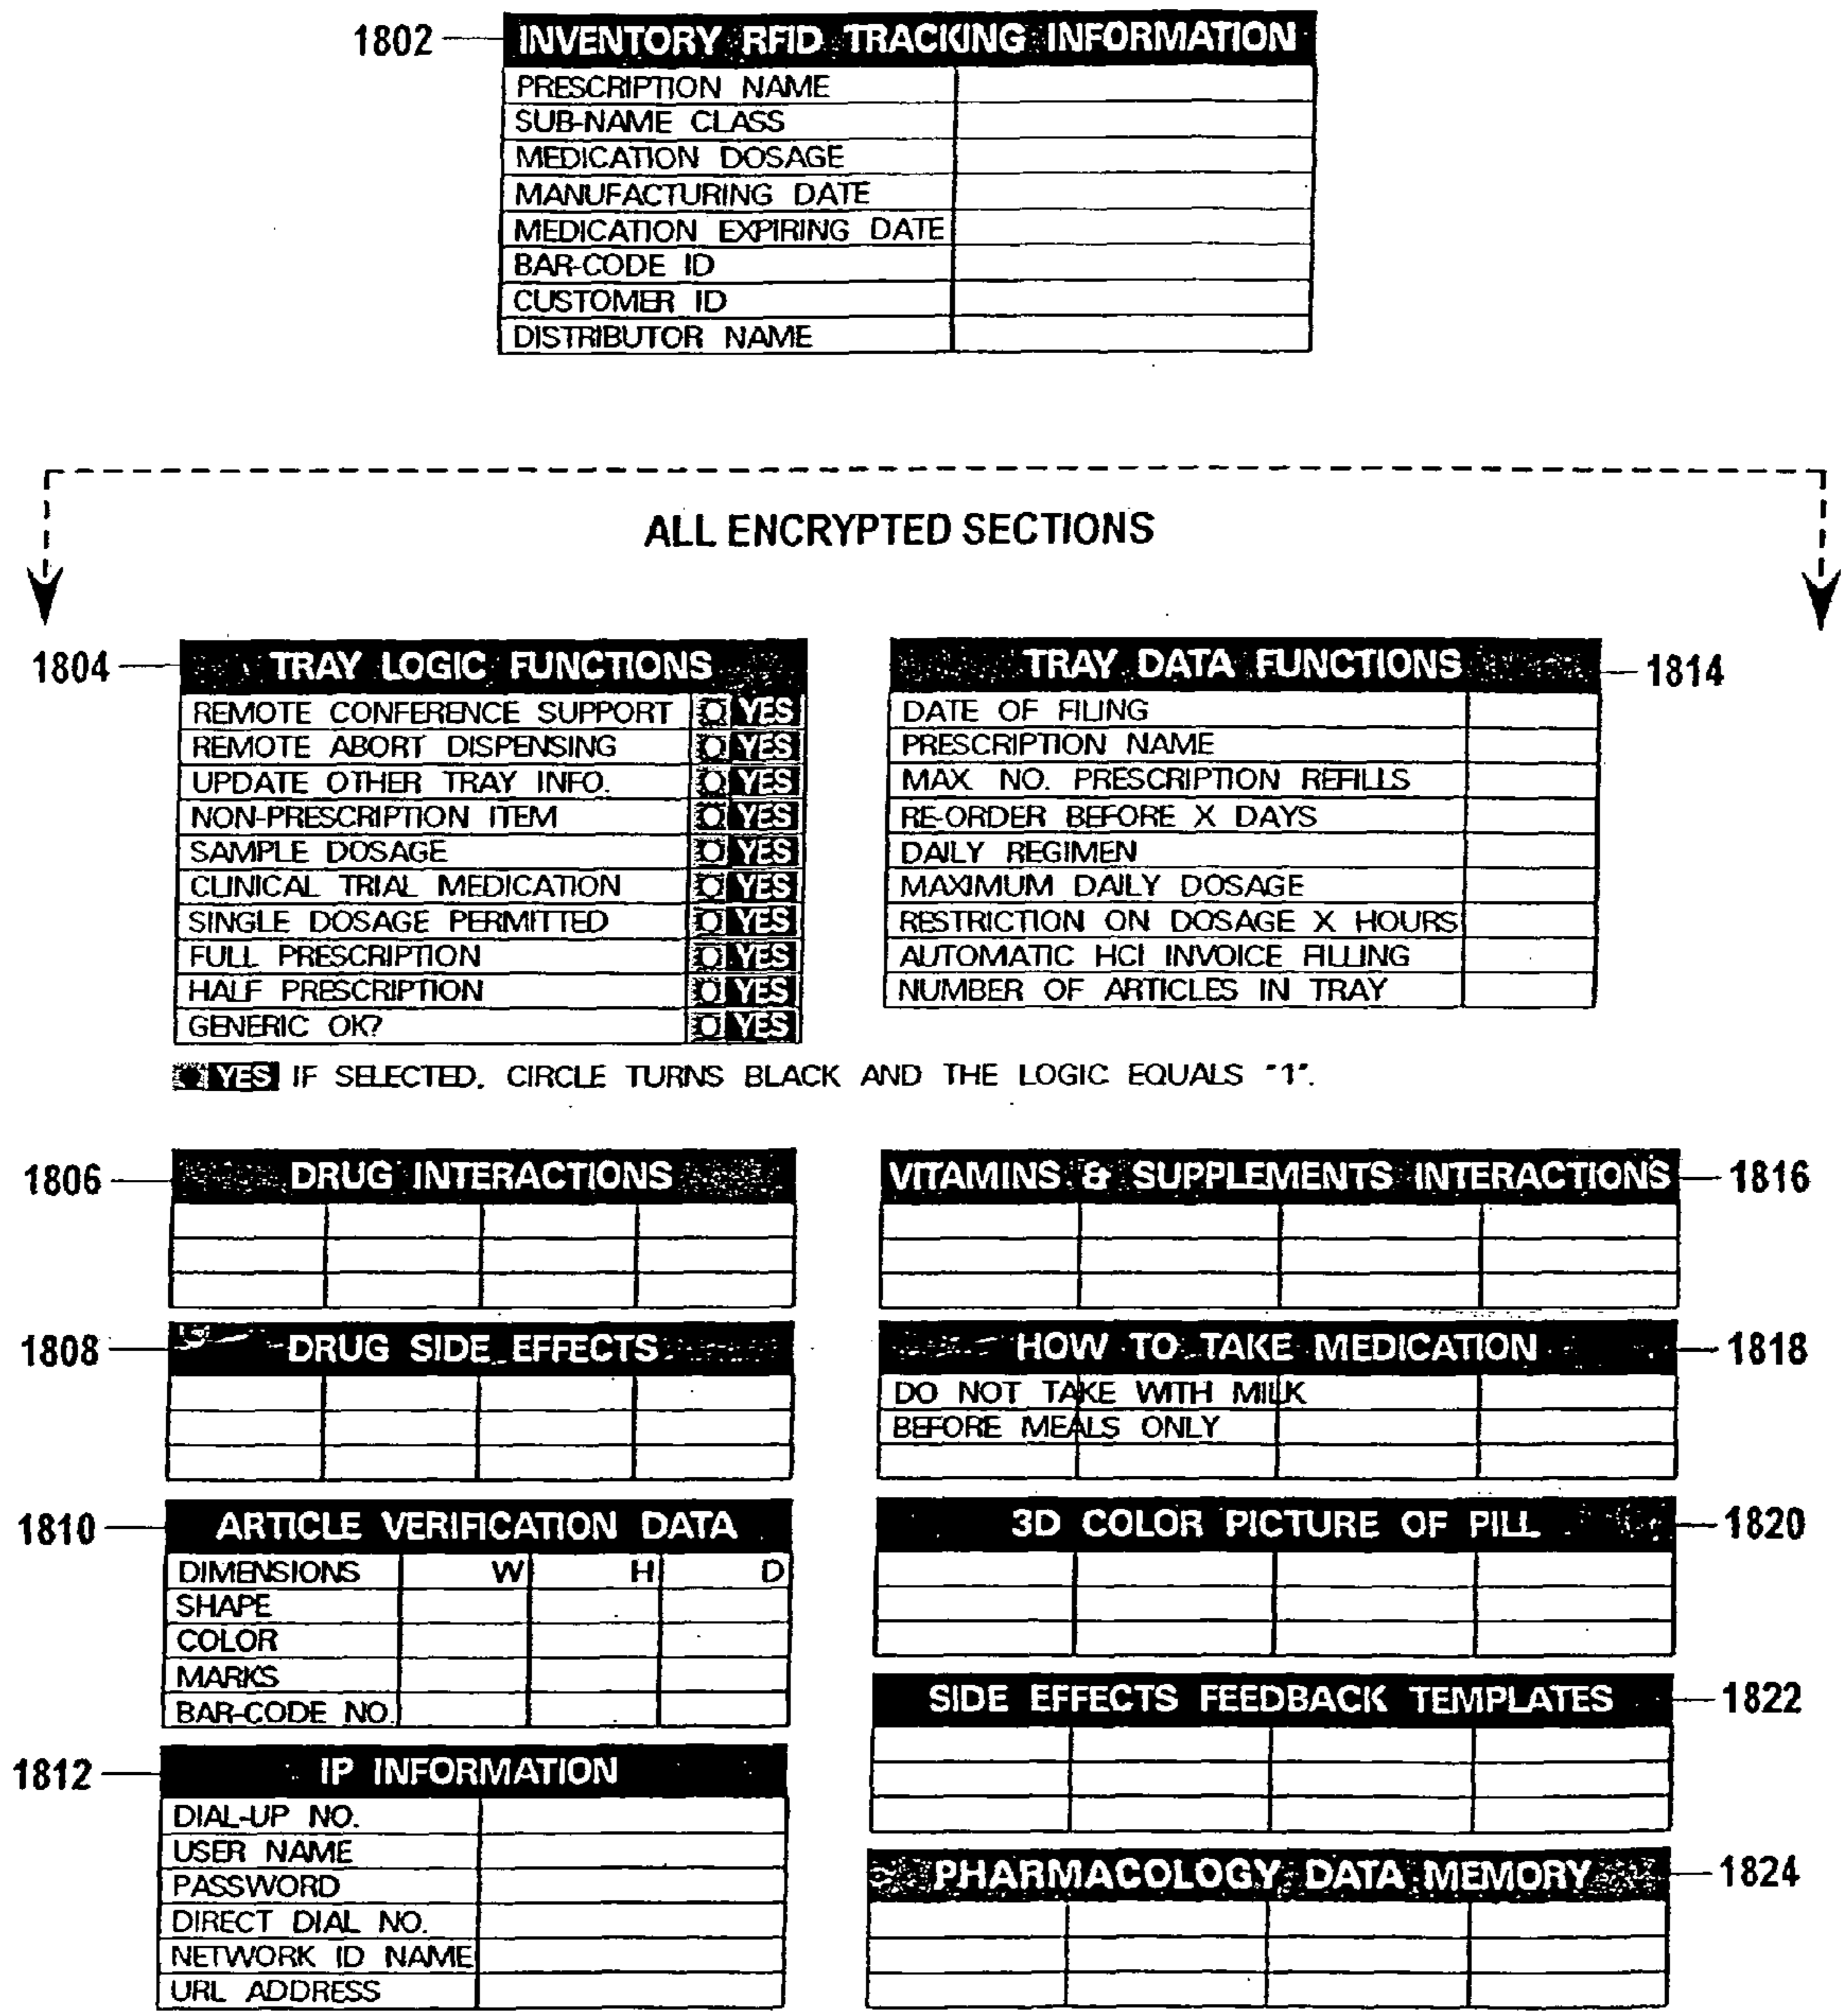 1802 INVENTORY RFID TRACKING INFORMATION
PRESCRIPTION NAME
SUB-NAME CLASS
MEDICATION DOSAGE
MANUFACTURING DATE
MEDICATION EXPIRING DATE
BAR-CODE ID
CUSTOMER ID
DISTRIBUTOR NAME
ALL ENCRYPTED SECTIONS
1804 TRAY LOGIC FUNCTIONS
REMOTE CONFERENCE SUPPORT YES
REMOTE ABORT DISPENSING YES
UPDATE OTHER TRAY INFO. YES
NON-PRESCRIPTION ITEM YES
SAMPLE DOSAGE YES
CLINICAL TRIAL MEDICATION YES
SINGLE DOSAGE PERMITTED YES
FULL PRESCRIPTION YES
HALF PRESCRIPTION YES
GENERIC OK? YES
TRAY DATA FUNCTIONS 1814
DATE OF FILING
PRESCRIPTION NAME
MAX. NO. PRESCRIPTION REFILLS
RE-ORDER BEFORE X DAYS
DAILY REGIMEN
MAXIMUM DAILY DOSAGE
RESTRICTION ON DOSAGE X HOURS
AUTOMATIC HCI INVOICE FILLING
NUMBER OF ARTICLES IN TRAY
YES IF SELECTED, CIRCLE TURNS BLACK AND THE LOGIC EQUALS "1".
1806 DRUG INTERACTIONS
VITAMINS & SUPPLEMENTS INTERACTIONS 1816
1808 DRUG SIDE EFFECTS
HOW TO TAKE MEDICATION 1818
DO NOT TAKE WITH MILK
BEFORE MEALS ONLY
1810 ARTICLE VERIFICATION DATA
DIMENSIONS W H D
SHAPE
COLOR
MARKS
BAR-CODE NO.
3D COLOR PICTURE OF PILL 1820
SIDE EFFECTS FEEDBACK TEMPLATES 1822
1812 IP INFORMATION
DIAL-UP NO.
USER NAME
PASSWORD
DIRECT DIAL NO.
NETWORK ID NAME
URL ADDRESS
PHARMACOLOGY DATA MEMORY 1824